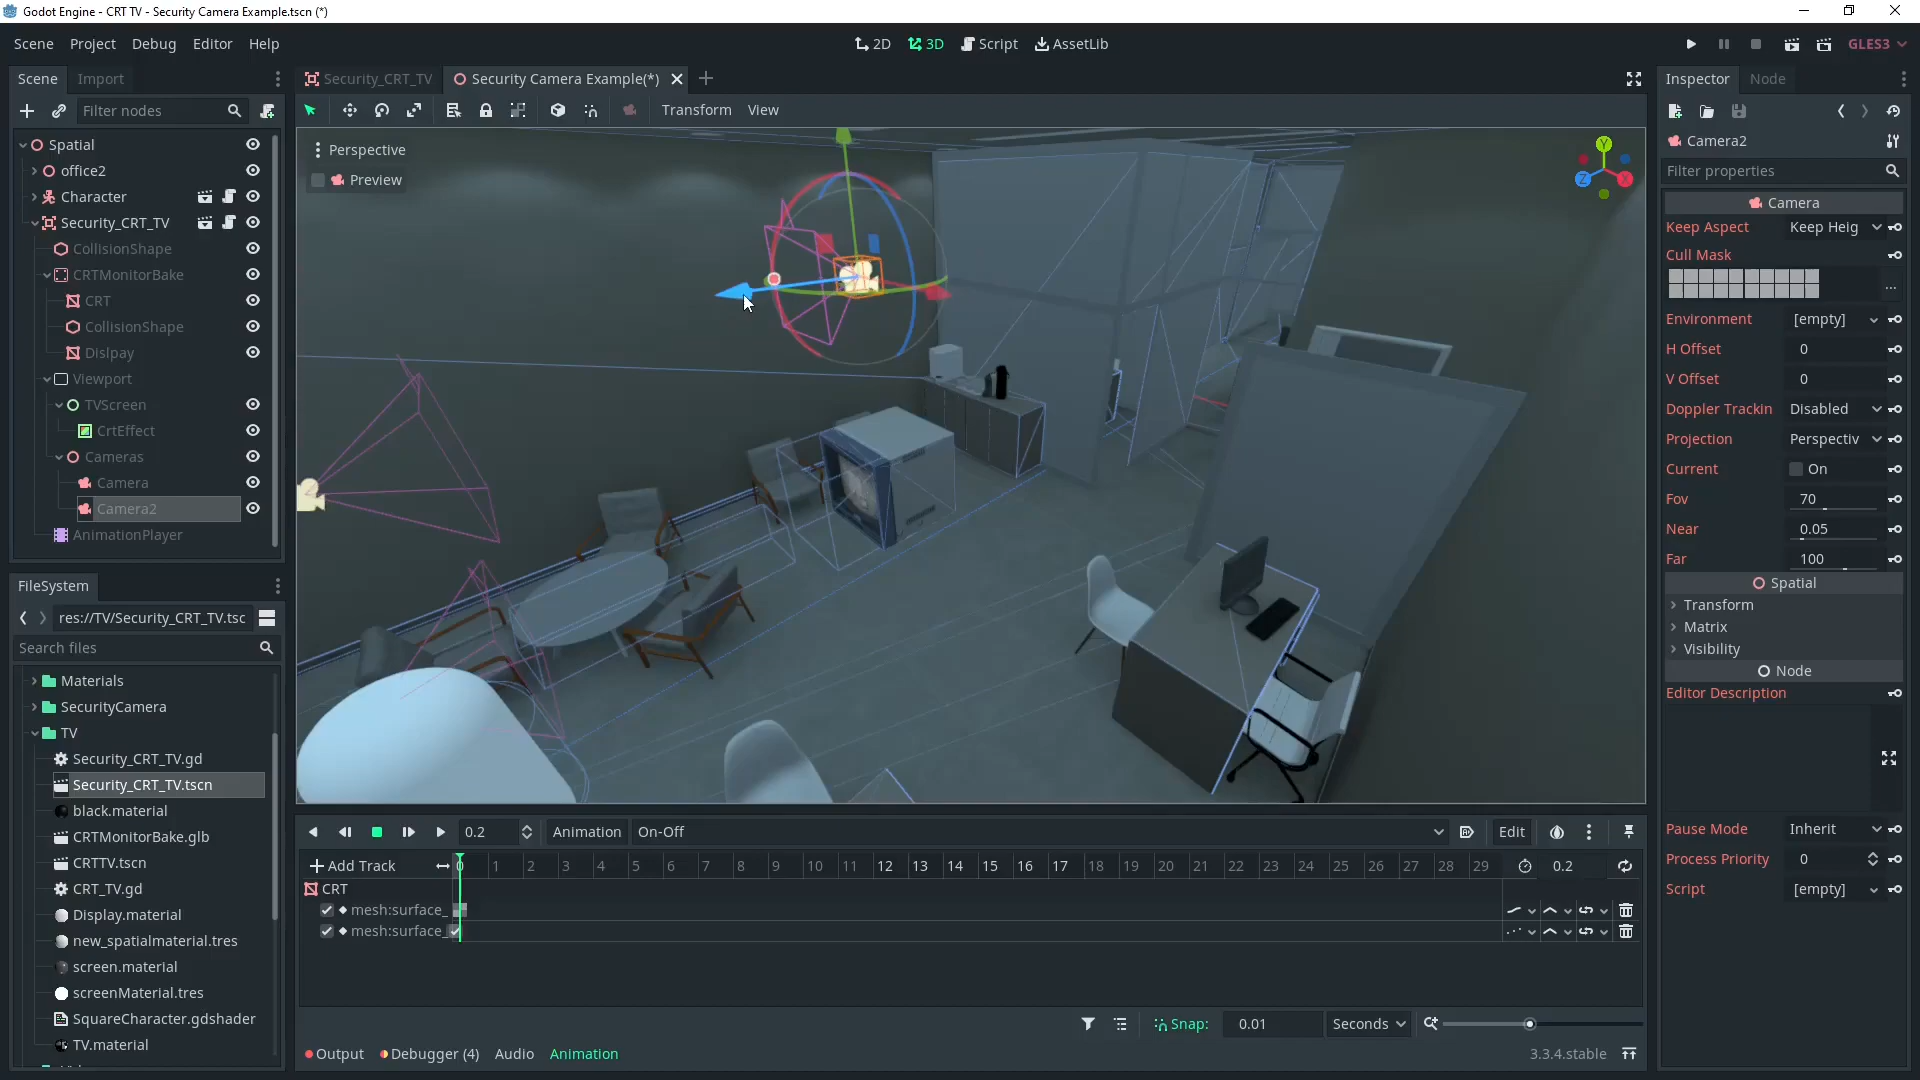 Godot Engine - CRT TV - Security Camera Example.tscn (*)
Scene Project Debug Editor Help
2D 3D Script AssetLib
GLES3
Scene Import
Security_CRT_TV
Security Camera Example(*)
Inspector Node
Filter nodes
Transform View
Camera2
Spatial
office2
Character
Security_CRT_TV
CollisionShape
CRTMonitorBake
CRT
CollisionShape
Dislpay
Viewport
TVScreen
CrtEffect
Cameras
Camera
Camera2
AnimationPlayer
Perspective
Preview
Y
Z
X
Filter properties
Camera
Keep Aspect Keep Heig
Cull Mask
...
Environment [empty]
H Offset 0
V Offset 0
Doppler Trackin Disabled
Projection Perspectiv
Current On
Fov 70
Near 0.05
Far 100
Spatial
Transform
Matrix
Visibility
Node
Editor Description
Pause Mode Inherit
Process Priority 0
Script [empty]
FileSystem
res://TV/Security_CRT_TV.tsc
Search files
Materials
SecurityCamera
TV
Security_CRT_TV.gd
Security_CRT_TV.tscn
black.material
CRTMonitorBake.glb
CRTTV.tscn
CRT_TV.gd
Display.material
new_spatialmaterial.tres
screen.material
screenMaterial.tres
SquareCharacter.gdshader
TV.material
0.2 Animation On-Off Edit
Add Track 0 1 2 3 4 5 6 7 8 9 10 11 12 13 14 15 16 17 18 19 20 21 22 23 24 25 26 27 28 29 0.2
CRT
mesh:surface_
mesh:surface_
Snap: 0.01 Seconds
Output Debugger (4) Audio Animation
3.3.4.stable